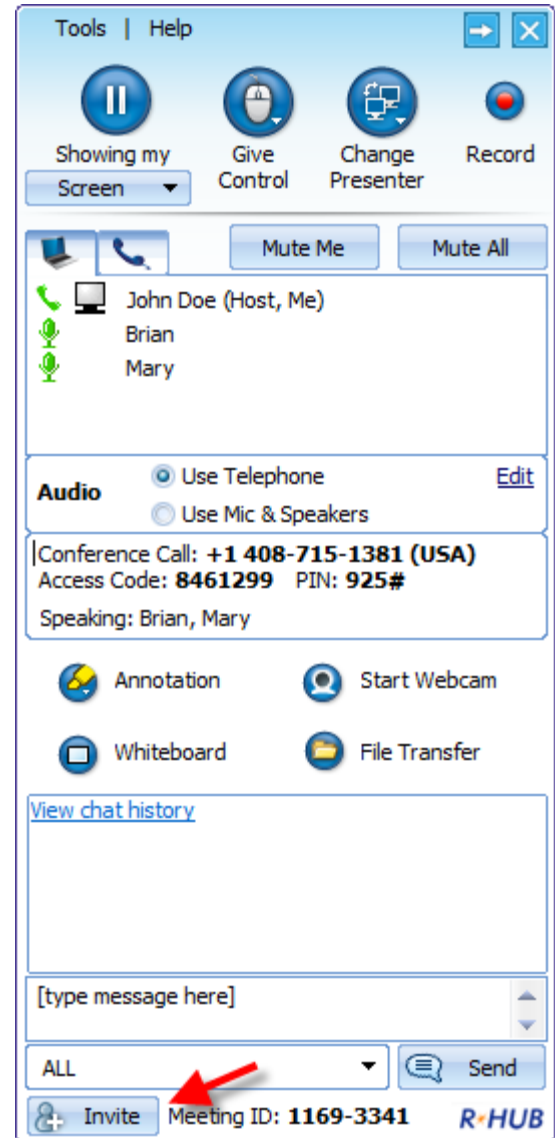 Tools | Help
Showing my Give Change Record
Screen Control Presenter
Mute Me Mute All
John Doe (Host, Me)
Brian
Mary
Audio Use Telephone Edit
Use Mic & Speakers
Conference Call: +1 408-715-1381 (USA)
Access Code: 8461299 PIN: 925#
Speaking: Brian, Mary
Annotation Start Webcam
Whiteboard File Transfer
View chat history
[type message here]
ALL Send
Invite Meeting ID: 1169-3341 R·HUB